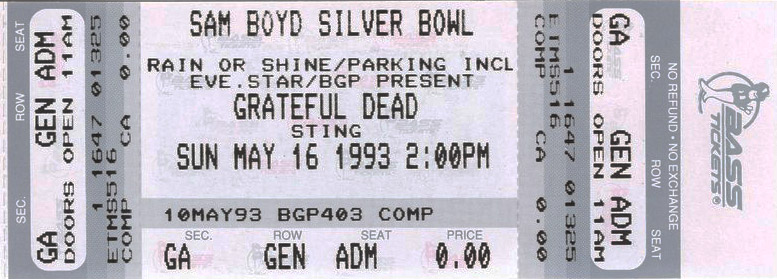 SEAT
ROW
SEC.
GEN ADM
GA
DOORS OPEN 11AM
1 1647 01325
ETMS516
CA 0.00
COMP
SAM BOYD SILVER BOWL
RAIN OR SHINE/PARKING INCL
EVE.STAR/BGP PRESENT
GRATEFUL DEAD
STING
SUN MAY 16 1993 2:00PM
10MAY93 BGP403 COMP
SEC. ROW SEAT PRICE
GA GEN ADM 0.00
ETMS516
COMP CA 0.00
1 1647 01325
DOORS OPEN 11AM
GA GEN ADM
SEC. ROW SEAT
NO REFUND • NO EXCHANGE
BASS
TICKETS®